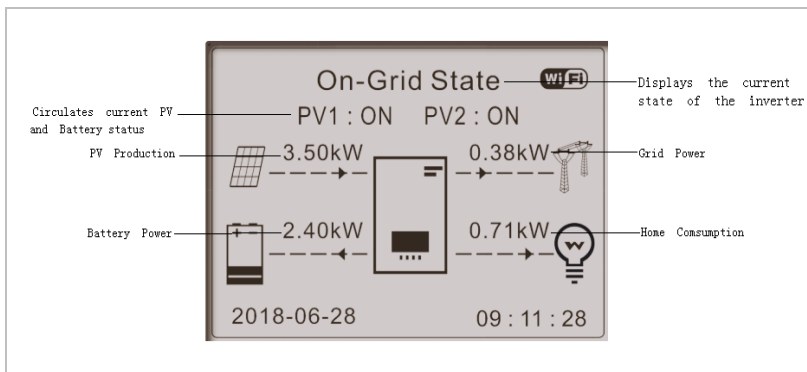 On-Grid State WiFi
Displays the current
state of the inverter
Circulates current PV
and Battery status
PV1 : ON PV2 : ON
PV Production
3.50kW
0.38kW
Grid Power
Battery Power
+ -
2.40kW
0.71kW
Home Comsumption
2018-06-28
09 : 11 : 28